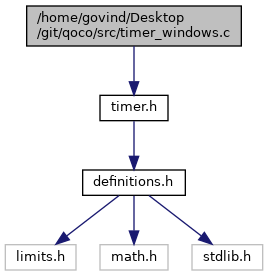 /home/govind/Desktop
/git/qoco/src/timer_windows.c
timer.h
definitions.h
limits.h
math.h
stdlib.h